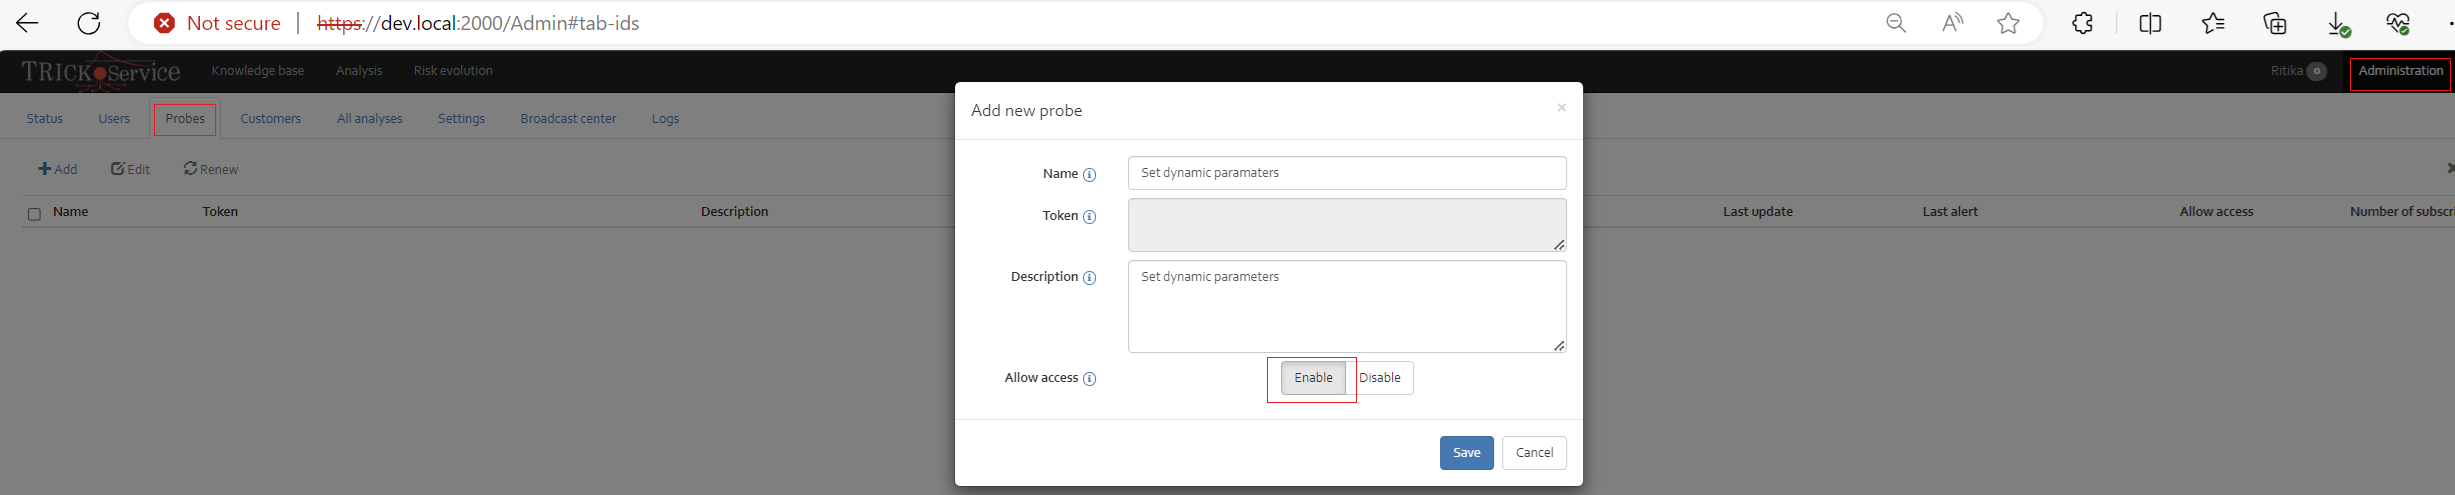 Not secure https://dev.local:2000/Admin#tab-ids
TRICK Service Knowledge base Analysis Risk evolution Ritika 0 Administration
Status Users Probes Customers All analyses Settings Broadcast center Logs
Add Edit Renew
Name Token Description Last update Last alert Allow access Number of subscri
Add new probe ×
Name Set dynamic paramaters
Token
Description Set dynamic parameters
Allow access Enable Disable
Save Cancel